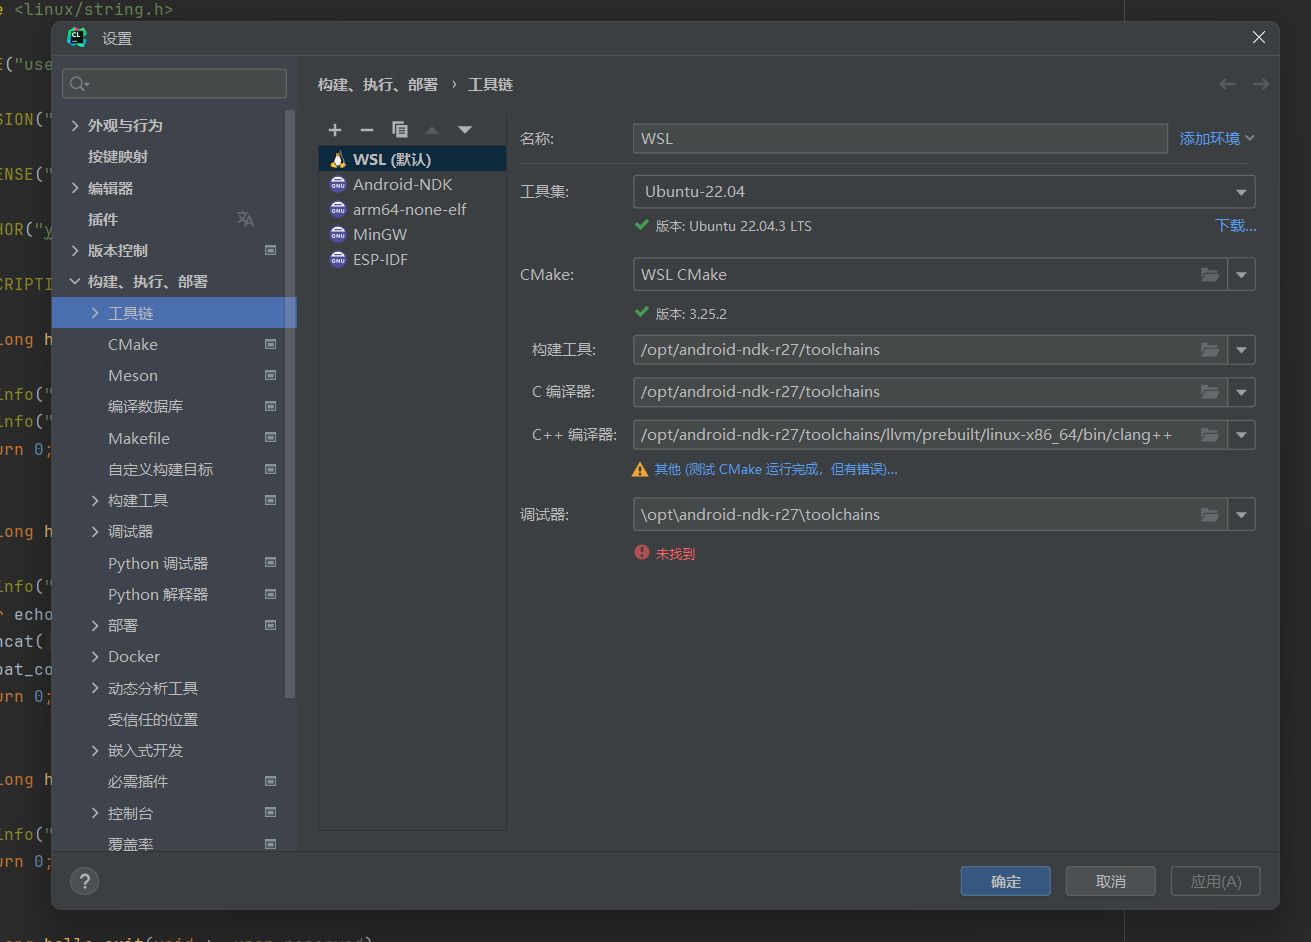 <linux/string.h>
设置
E("use
构建、执行、部署 › 工具链
外观与行为
SION("
按键映射
ENSE("
编辑器
插件
HOR("y
版本控制
构建、执行、部署
CRIPTI
工具链
long h
CMake
Meson
info("
编译数据库
info("
Makefile
urn 0;
自定义构建目标
构建工具
long h
调试器
Python 调试器
info("
Python 解释器
r echo
部署
ncat(
Docker
pat_co
动态分析工具
urn 0;
受信任的位置
嵌入式开发
long h
必需插件
控制台
info("
覆盖率
urn 0;
WSL (默认)
Android-NDK
arm64-none-elf
MinGW
ESP-IDF
名称: WSL 添加环境
工具集: Ubuntu-22.04
版本: Ubuntu 22.04.3 LTS 下载...
CMake: WSL CMake
版本: 3.25.2
构建工具: /opt/android-ndk-r27/toolchains
C 编译器: /opt/android-ndk-r27/toolchains
C++ 编译器: /opt/android-ndk-r27/toolchains/llvm/prebuilt/linux-x86_64/bin/clang++
其他 (测试 CMake 运行完成，但有错误)...
调试器: \opt\android-ndk-r27\toolchains
未找到
?
确定 取消 应用(A)